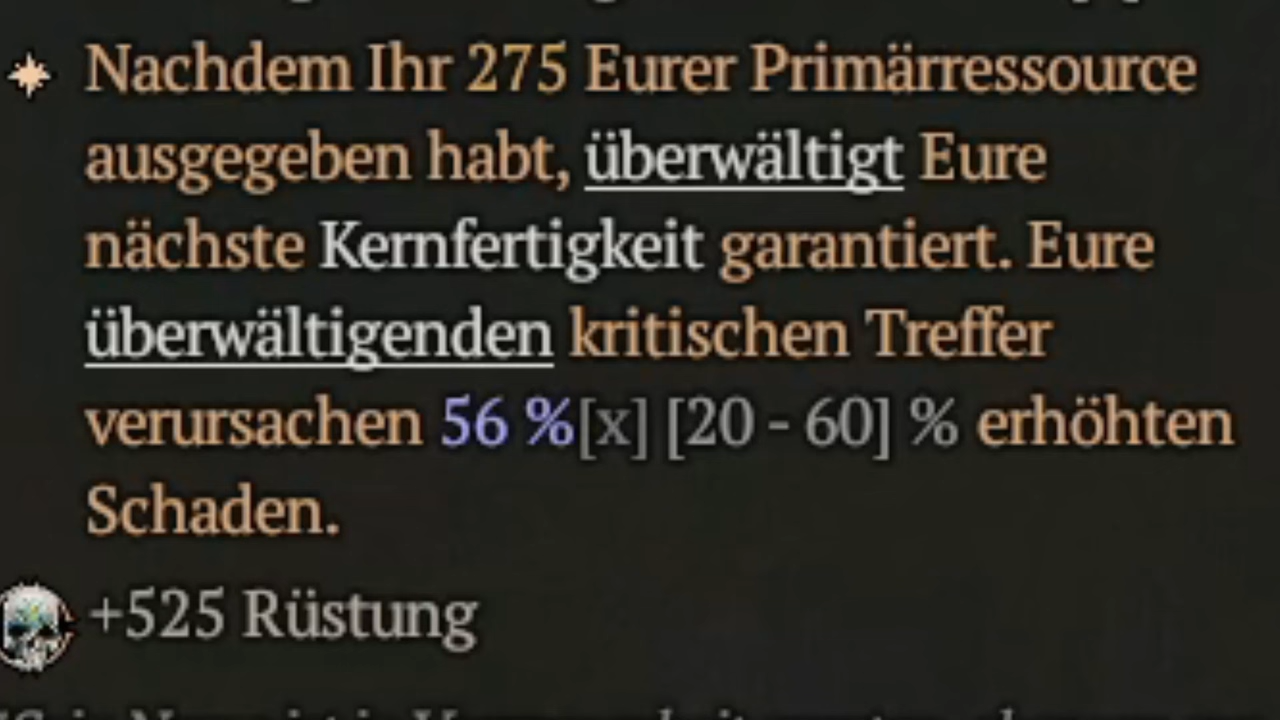 Nachdem Ihr 275 Eurer Primärressource
ausgegeben habt, überwältigt Eure
nächste Kernfertigkeit garantiert. Eure
überwältigenden kritischen Treffer
verursachen 56 %[x] [20 - 60] % erhöhten
Schaden.
+525 Rüstung